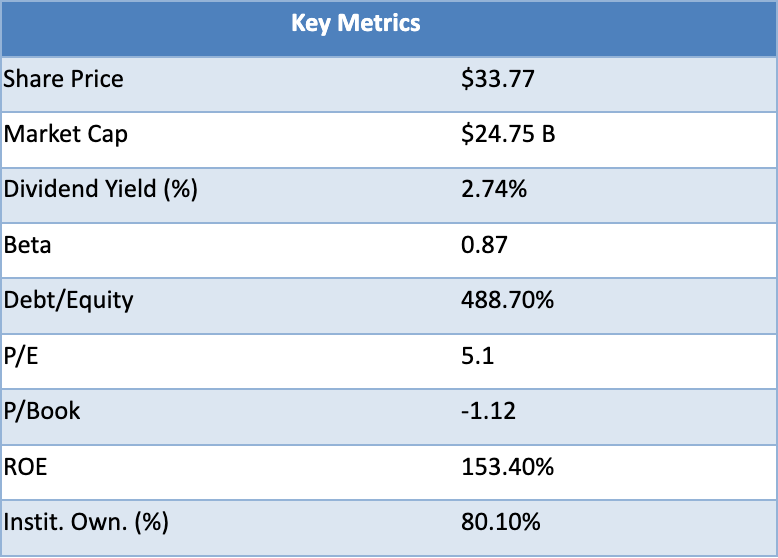 Key Metrics
Share Price $33.77
Market Cap $24.75 B
Dividend Yield (%) 2.74%
Beta 0.87
Debt/Equity 488.70%
P/E 5.1
P/Book -1.12
ROE 153.40%
Instit. Own. (%) 80.10%